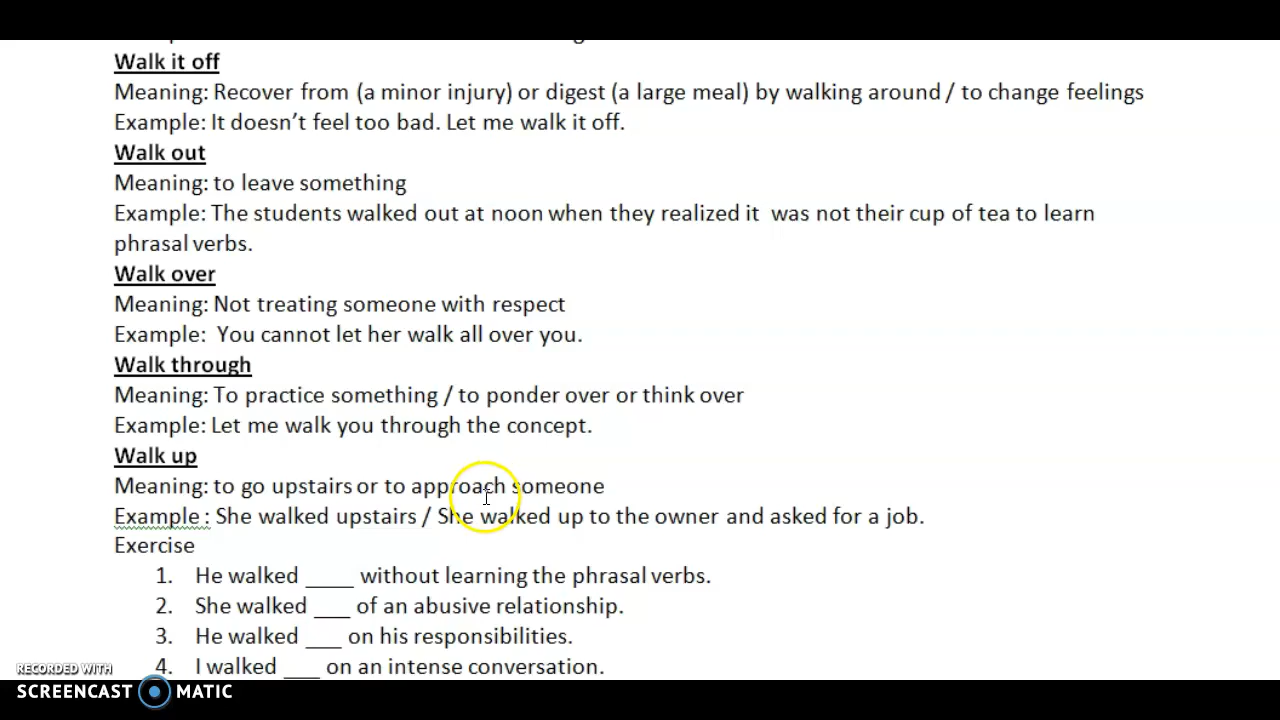 Walk it off
Meaning: Recover from (a minor injury) or digest (a large meal) by walking around / to change feelings
Example: It doesn’t feel too bad. Let me walk it off.
Walk out
Meaning: to leave something
Example: The students walked out at noon when they realized it  was not their cup of tea to learn
phrasal verbs.
Walk over
Meaning: Not treating someone with respect
Example:  You cannot let her walk all over you.
Walk through
Meaning: To practice something / to ponder over or think over
Example: Let me walk you through the concept.
Walk up
Meaning: to go upstairs or to approach someone
Example : She walked upstairs / She walked up to the owner and asked for a job.
Exercise
1. He walked ____ without learning the phrasal verbs.
2. She walked ___ of an abusive relationship.
3. He walked ___ on his responsibilities.
4. I walked ___ on an intense conversation.
RECORDED WITH
SCREENCAST MATIC